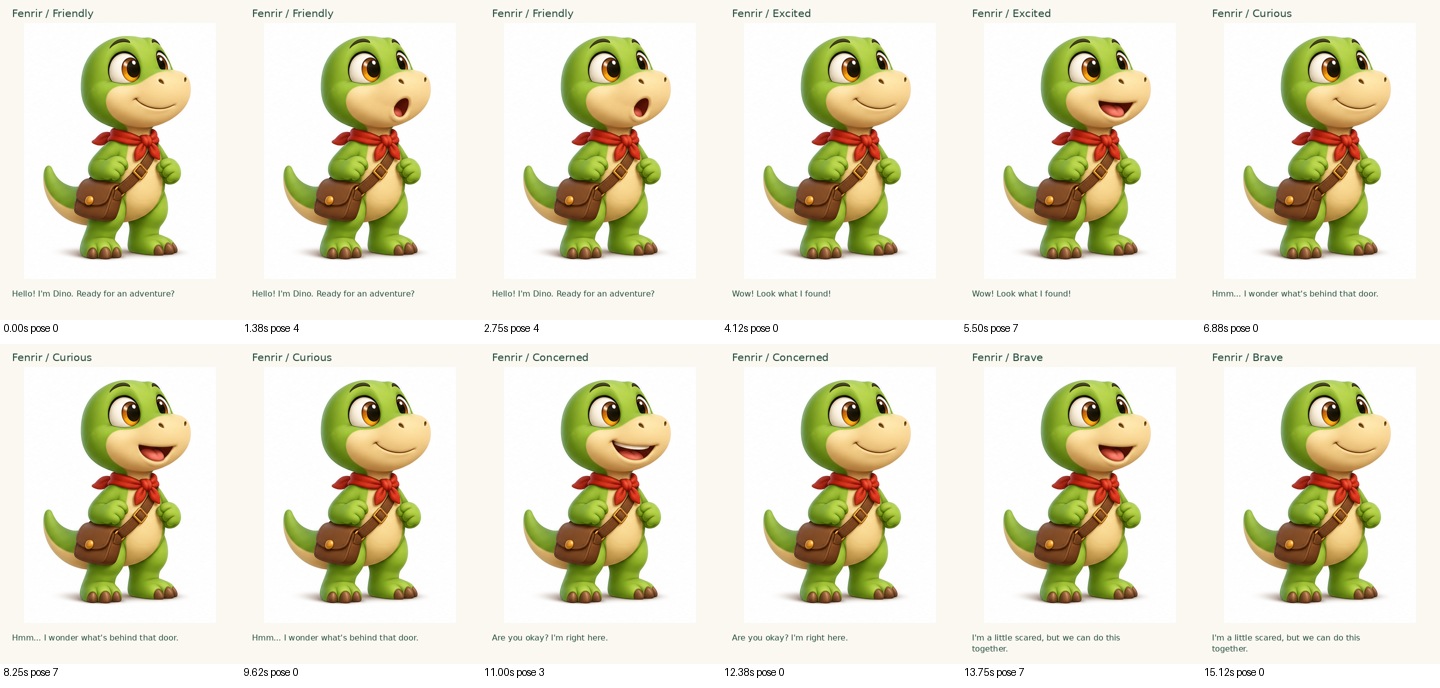 Fenrir / Friendly
Fenrir / Friendly
Fenrir / Friendly
Fenrir / Excited
Fenrir / Excited
Fenrir / Curious
Hello! I'm Dino. Ready for an adventure?
Hello! I'm Dino. Ready for an adventure?
Hello! I'm Dino. Ready for an adventure?
Wow! Look what I found!
Wow! Look what I found!
Hmm... I wonder what's behind that door.
0.00s pose 0
1.38s pose 4
2.75s pose 4
4.12s pose 0
5.50s pose 7
6.88s pose 0
Fenrir / Curious
Fenrir / Curious
Fenrir / Concerned
Fenrir / Concerned
Fenrir / Brave
Fenrir / Brave
Hmm... I wonder what's behind that door.
Hmm... I wonder what's behind that door.
Are you okay? I'm right here.
Are you okay? I'm right here.
I'm a little scared, but we can do this
together.
I'm a little scared, but we can do this
together.
8.25s pose 7
9.62s pose 0
11.00s pose 3
12.38s pose 0
13.75s pose 7
15.12s pose 0